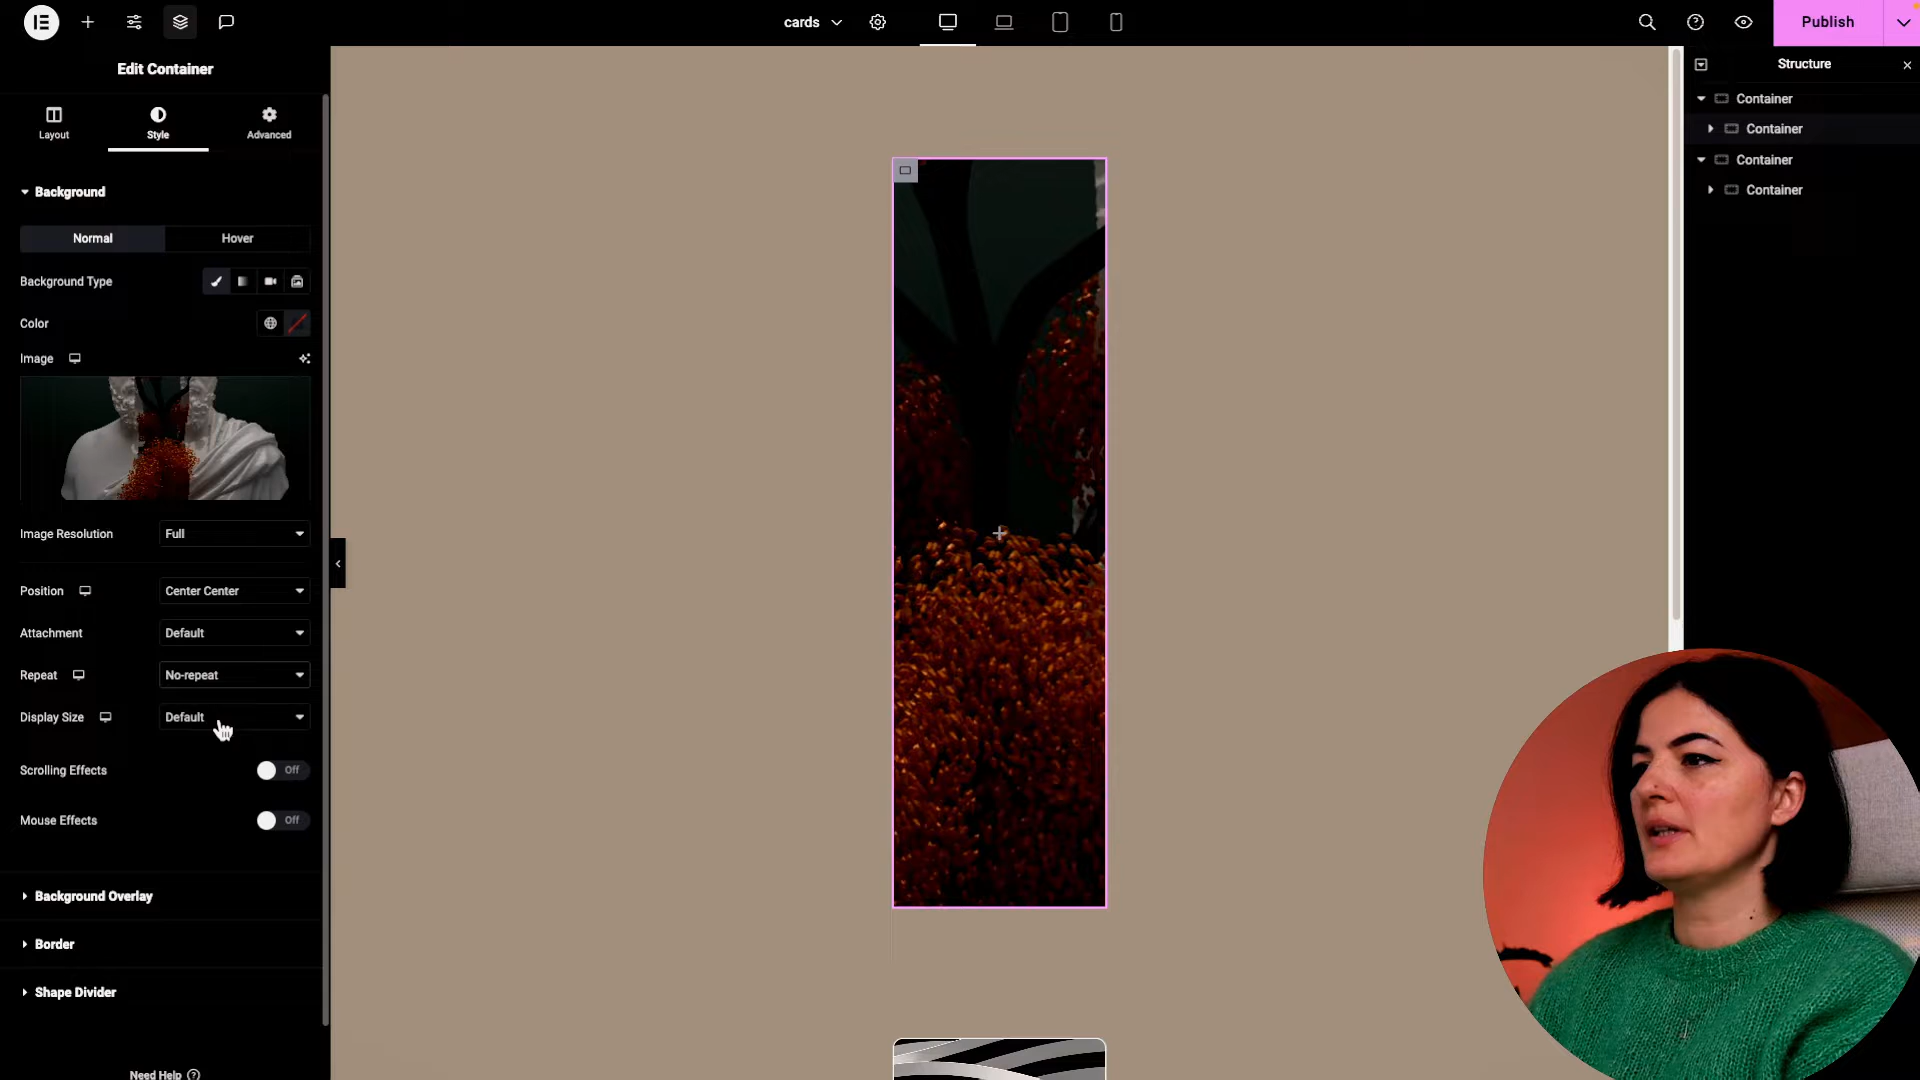 cards
Publish
Edit Container
Structure
Container
Layout
Style
Advanced
Container
Container
Container
Background
Normal
Hover
Background Type
Color
Image
Image Resolution
Full
Position
Center Center
Attachment
Default
Repeat
No-repeat
Display Size
Default
Scrolling Effects
Off
Mouse Effects
Off
Background Overlay
Border
Shape Divider
Need Help